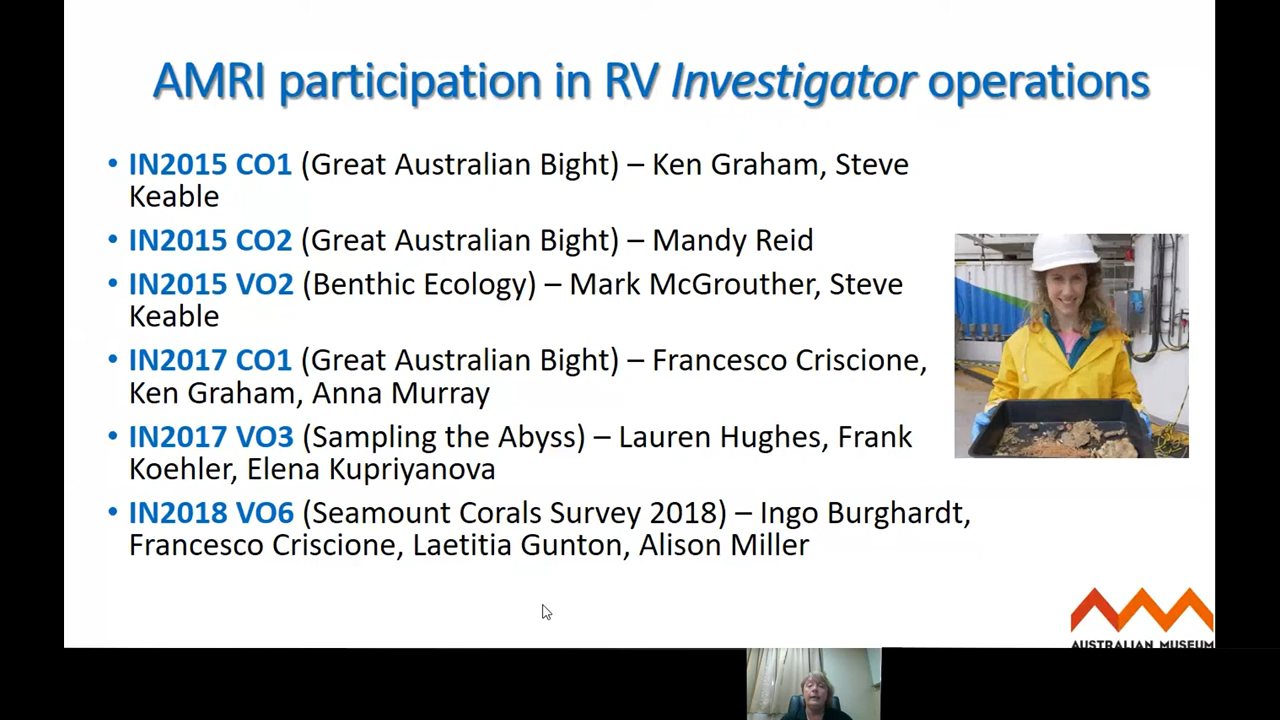 AMRI participation in RV Investigator operations
• IN2015 CO1 (Great Australian Bight) – Ken Graham, Steve
Keable
• IN2015 CO2 (Great Australian Bight) – Mandy Reid
• IN2015 VO2 (Benthic Ecology) – Mark McGrouther, Steve
Keable
• IN2017 CO1 (Great Australian Bight) – Francesco Criscione,
Ken Graham, Anna Murray
• IN2017 VO3 (Sampling the Abyss) – Lauren Hughes, Frank
Koehler, Elena Kupriyanova
• IN2018 VO6 (Seamount Corals Survey 2018) – Ingo Burghardt,
Francesco Criscione, Laetitia Gunton, Alison Miller
AUSTRALIAN MUSEUM